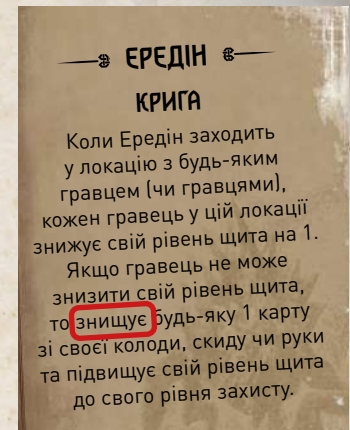 ЕРЕДІН
КРИГА
Коли Ередін заходить
у локацію з будь-яким
гравцем (чи гравцями),
кожен гравець у цій локації
знижує свій рівень щита на 1.
Якщо гравець не може
знизити свій рівень щита,
то знищує будь-яку 1 карту
зі своєї колоди, скиду чи руки
та підвищує свій рівень щита
до свого рівня захисту.